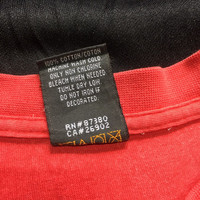 100% COTTON/COTON
MACHINE WASH COLD
ONLY NON CHLORINE
BLEACH WHEN NEEDED
TUMBLE DRY LOW
DO NOT IRON IF
DECORATED
RN#87380
CA#26902